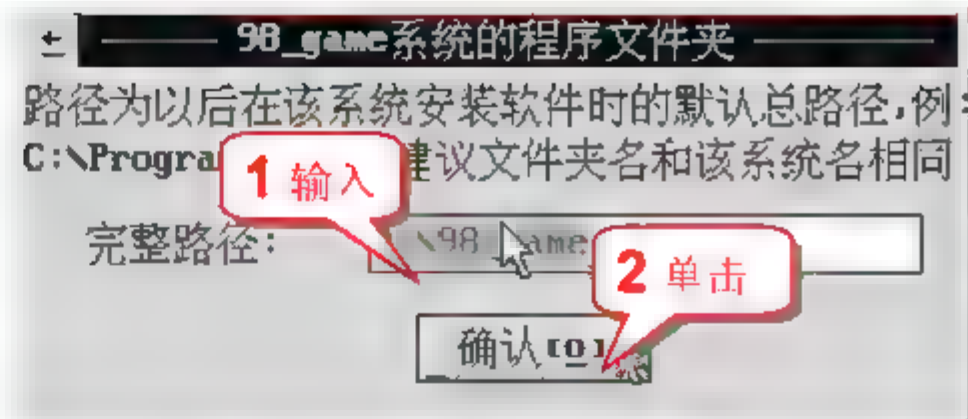 98_game系统的程序文件夹
路径为以后在该系统安装软件时的默认总路径,例:
C:\Progra 建议文件夹名和该系统名相同
1 输入
完整路径: \98_game
2 单击
确认[O]